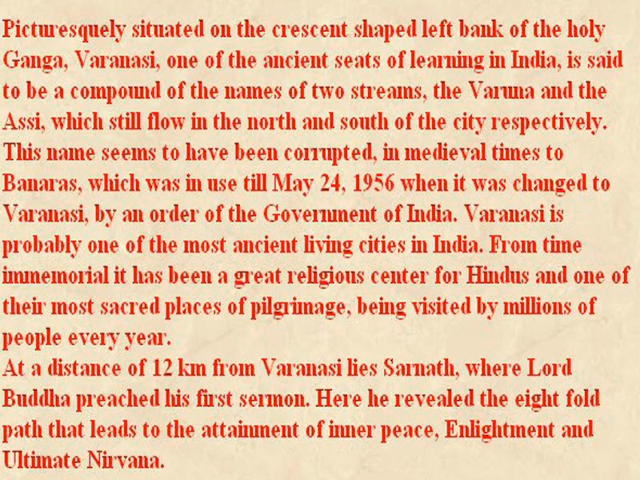 Picturesquely situated on the crescent shaped left bank of the holy
Ganga, Varanasi, one of the ancient seats of learning in India, is said
to be a compound of the names of two streams, the Varuna and the
Assi, which still flow in the north and south of the city respectively.
This name seems to have been corrupted, in medieval times to
Banaras, which was in use till May 24, 1956 when it was changed to
Varanasi, by an order of the Government of India. Varanasi is
probably one of the most ancient living cities in India. From time
immemorial it has been a great religious center for Hindus and one of
their most sacred places of pilgrimage, being visited by millions of
people every year.
At a distance of 12 km from Varanasi lies Sarnath, where Lord
Buddha preached his first sermon. Here he revealed the eight fold
path that leads to the attainment of inner peace, Enlightment and
Ultimate Nirvana.